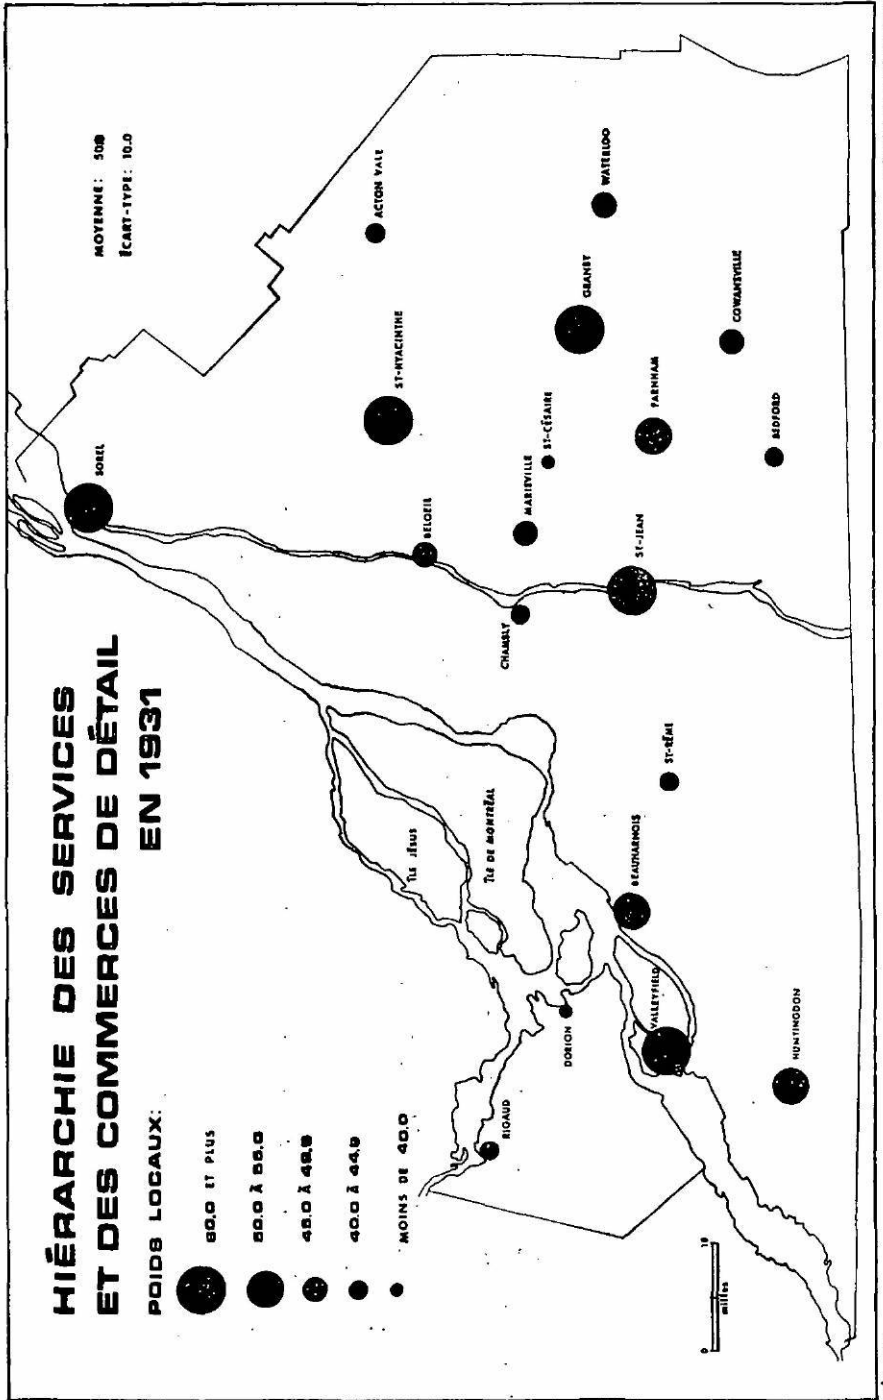 HIÉRARCHIE DES SERVICES
ET DES COMMERCES DE DÉTAIL
EN 1931
POIDS LOCAUX:
60.0 ET PLUS
50.0 À 59.9
45.0 À 49.9
40.0 À 44.9
MOINS DE 40.0
MOYENNE: 50.0
ÉCART-TYPE: 10.0
SOREL
ACTON VALE
ST-HYACINTHE
BELOEIL
WATERLOO
GRANBY
ST-CÉSAIRE
MARIEVILLE
CHAMBLY
FARNHAM
COWANSVILLE
ST-JEAN
BEDFORD
ÎLE JÉSUS
ÎLE DE MONTRÉAL
ST-RÉMI
BEAUHARNOIS
DORION
VALLEYFIELD
RIGAUD
HUNTINGDON
0 10
milles